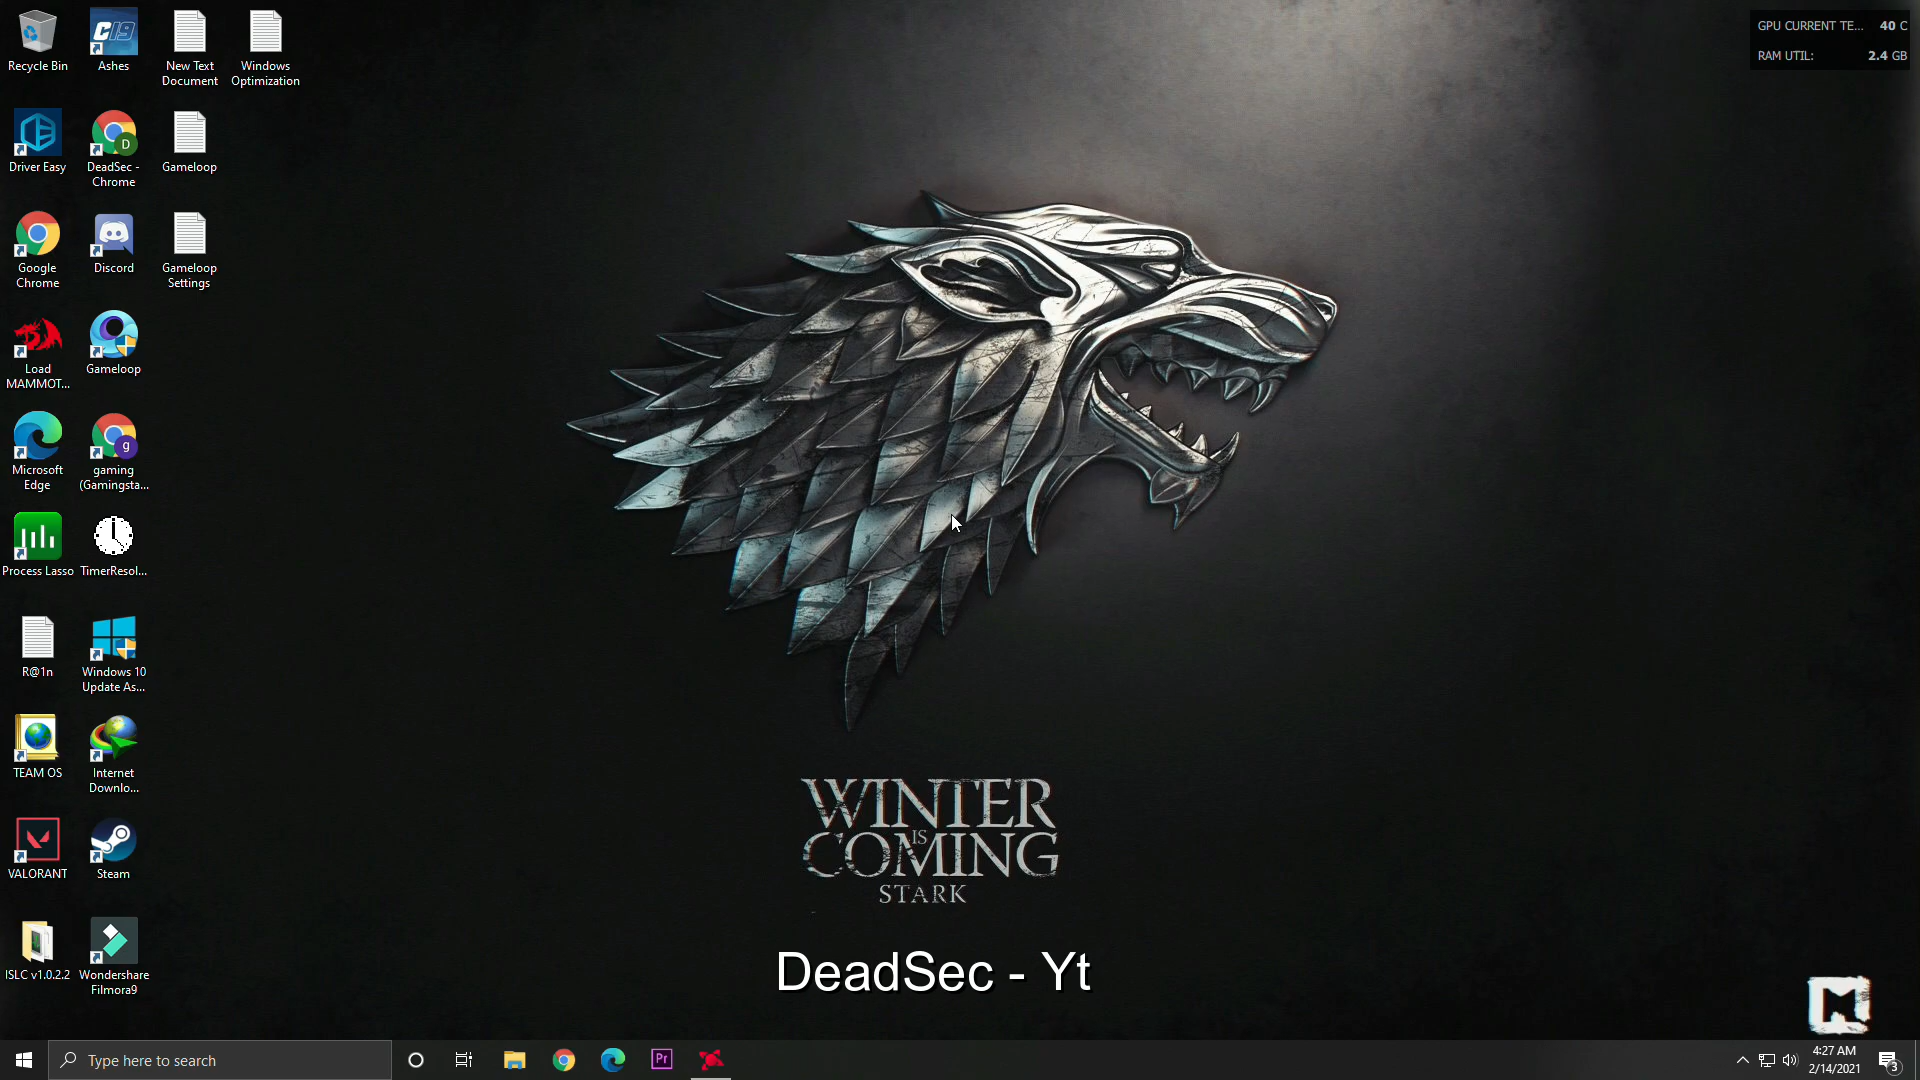 Recycle Bin
Ashes
New Text
Document
Windows
Optimization
Driver Easy
DeadSec -
Chrome
Gameloop
Google
Chrome
Discord
Gameloop
Settings
Load
MAMMOT...
Gameloop
Microsoft
Edge
gaming
(Gamingsta...
Process Lasso
TimerResol...
R@1n
Windows 10
Update As...
TEAM OS
Internet
Downlo...
VALORANT
Steam
ISLC v1.0.2.2
Wondershare
Filmora9
C19
D
g
GPU CURRENT TE... 40 C
RAM UTIL: 2.4 GB
WINTER
IS
COMING
STARK
DeadSec - Yt
Type here to search
Pr
4:27 AM
2/14/2021
3